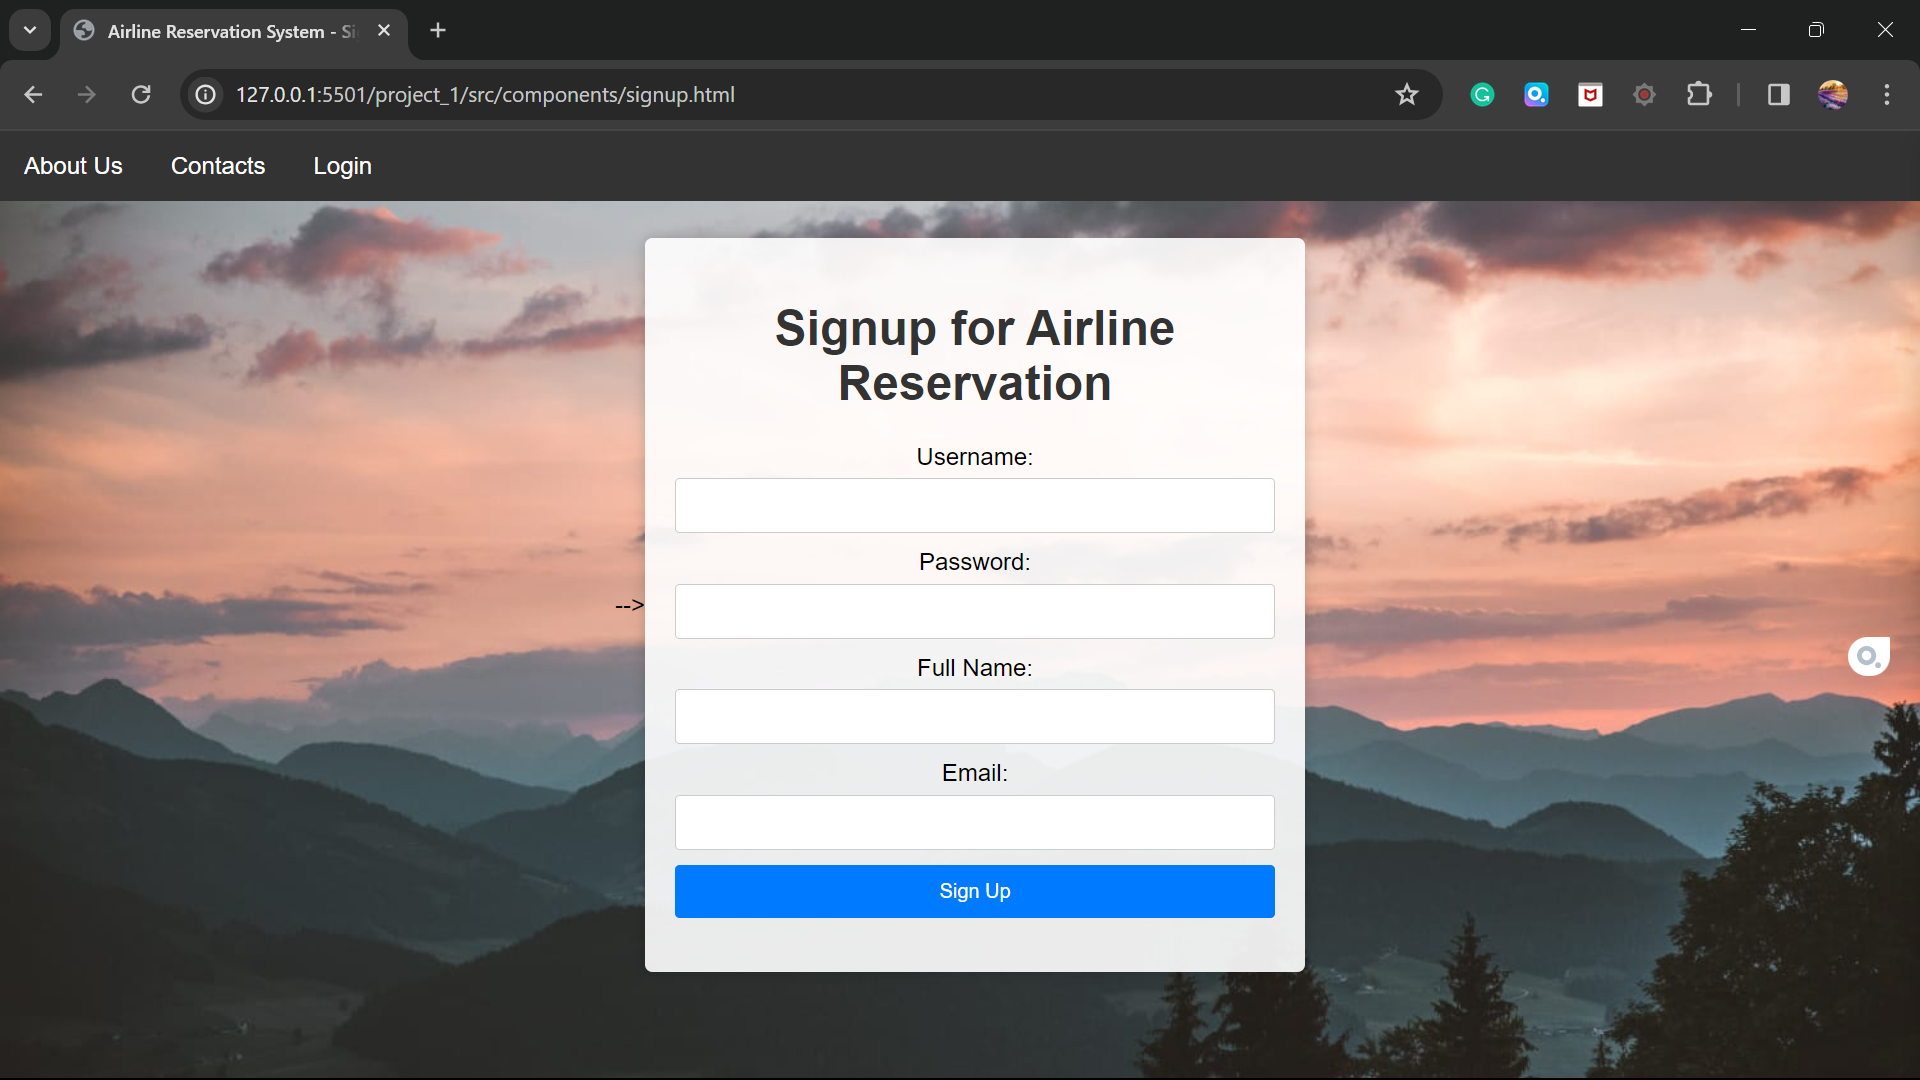 Airline Reservation System - Si
127.0.0.1:5501/project_1/src/components/signup.html
About Us Contacts Login
Signup for Airline
Reservation
Username:
Password:
-->
Full Name:
Email:
Sign Up